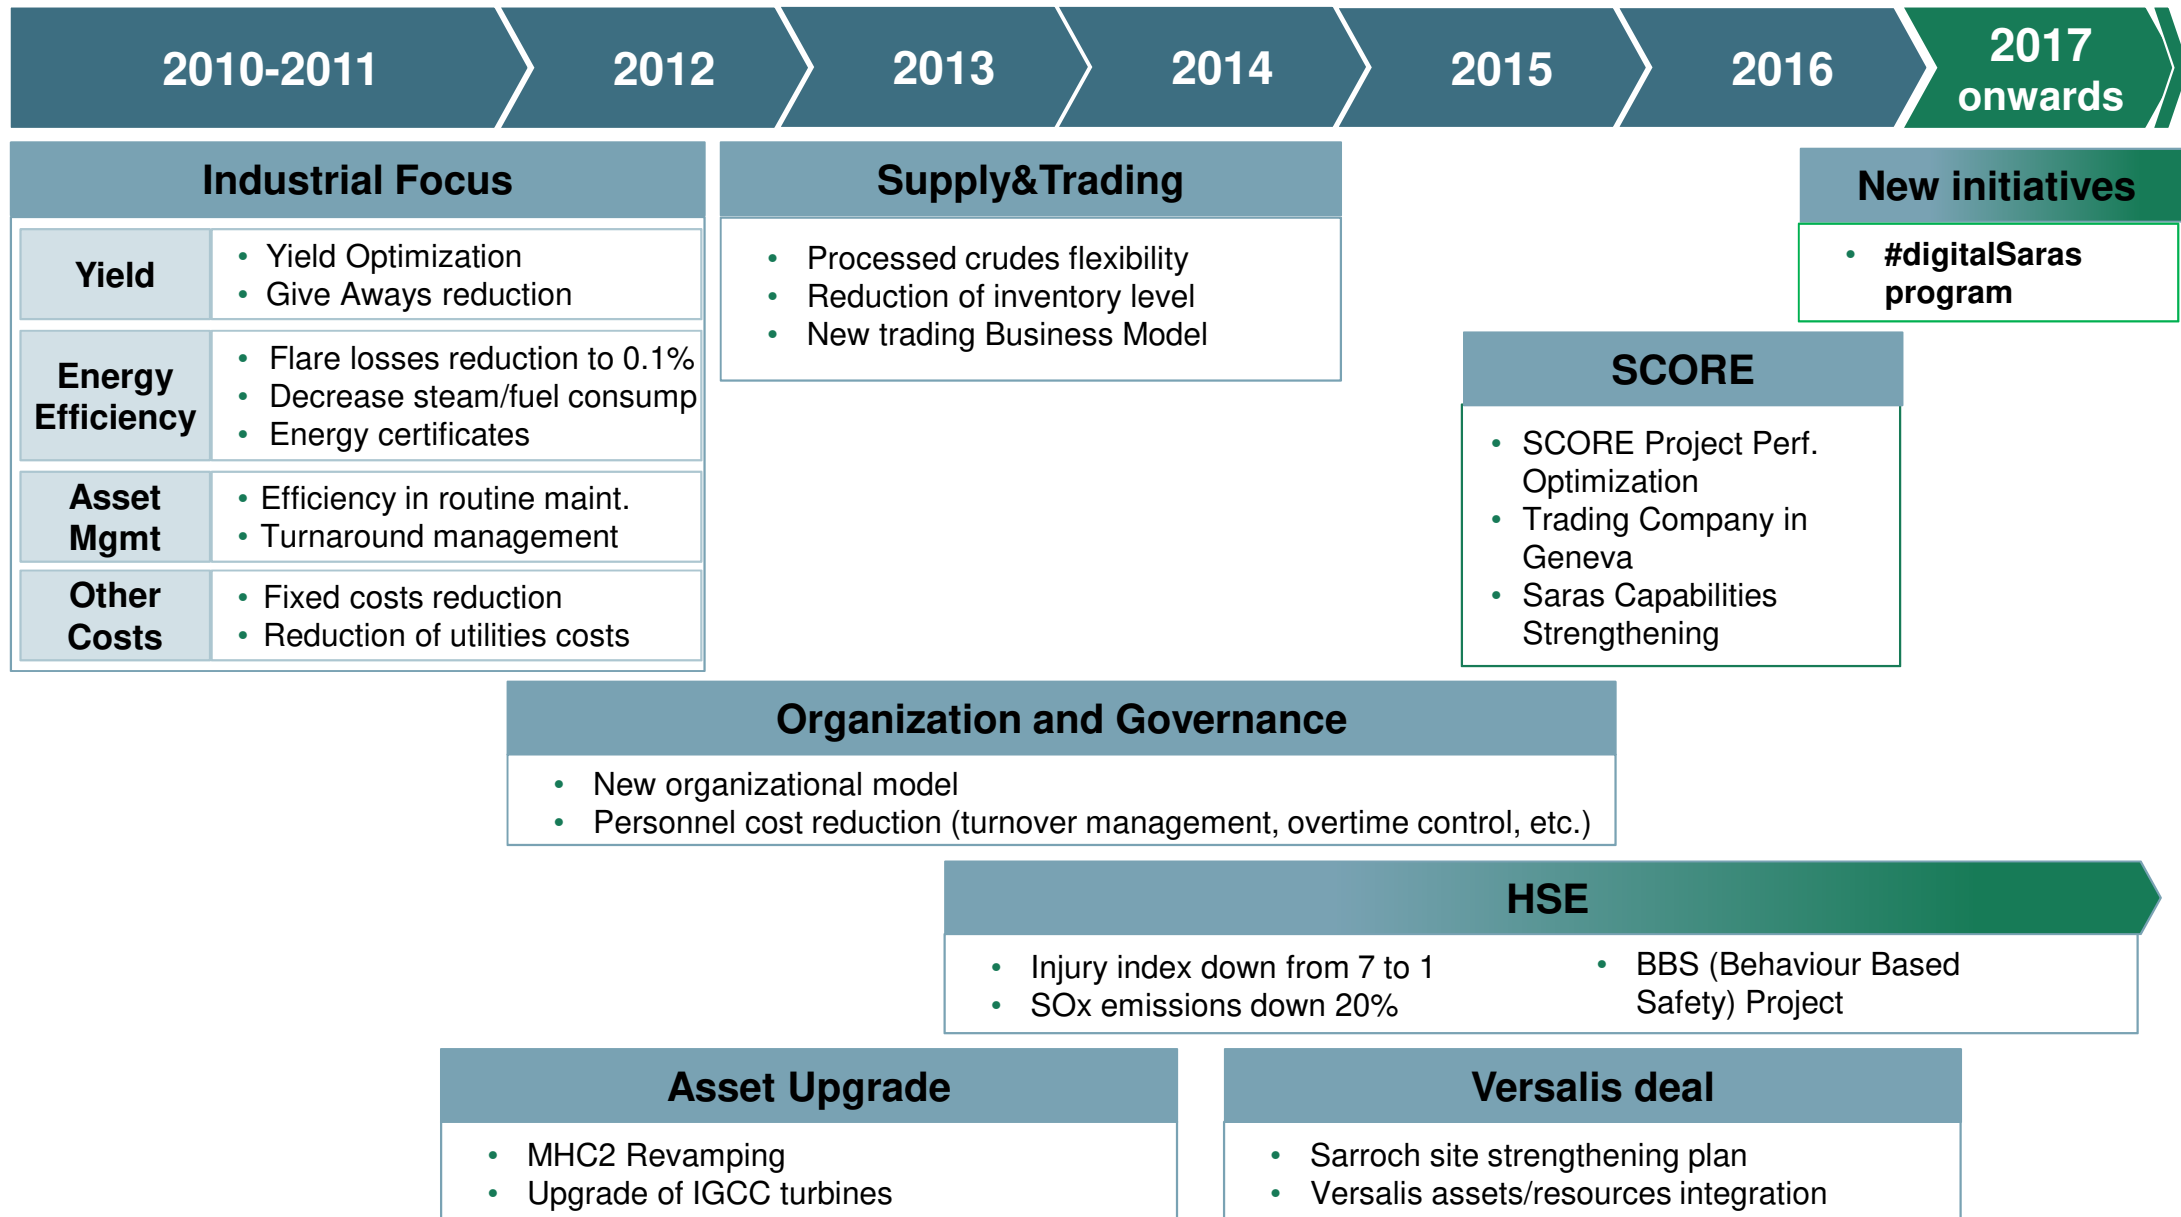 2010-2011
2012
2013
2014
2015
2016
2017
onwards
Industrial Focus
Yield
• Yield Optimization
• Give Aways reduction
Energy
Efficiency
• Flare losses reduction to 0.1%
• Decrease steam/fuel consump
• Energy certificates
Asset
Mgmt
• Efficiency in routine maint.
• Turnaround management
Other
Costs
• Fixed costs reduction
• Reduction of utilities costs
Supply&Trading
• Processed crudes flexibility
• Reduction of inventory level
• New trading Business Model
New initiatives
• #digitalSaras
program
SCORE
• SCORE Project Perf.
Optimization
• Trading Company in
Geneva
• Saras Capabilities
Strengthening
Organization and Governance
• New organizational model
• Personnel cost reduction (turnover management, overtime control, etc.)
HSE
• Injury index down from 7 to 1
• SOx emissions down 20%
• BBS (Behaviour Based
Safety) Project
Asset Upgrade
• MHC2 Revamping
• Upgrade of IGCC turbines
Versalis deal
• Sarroch site strengthening plan
• Versalis assets/resources integration